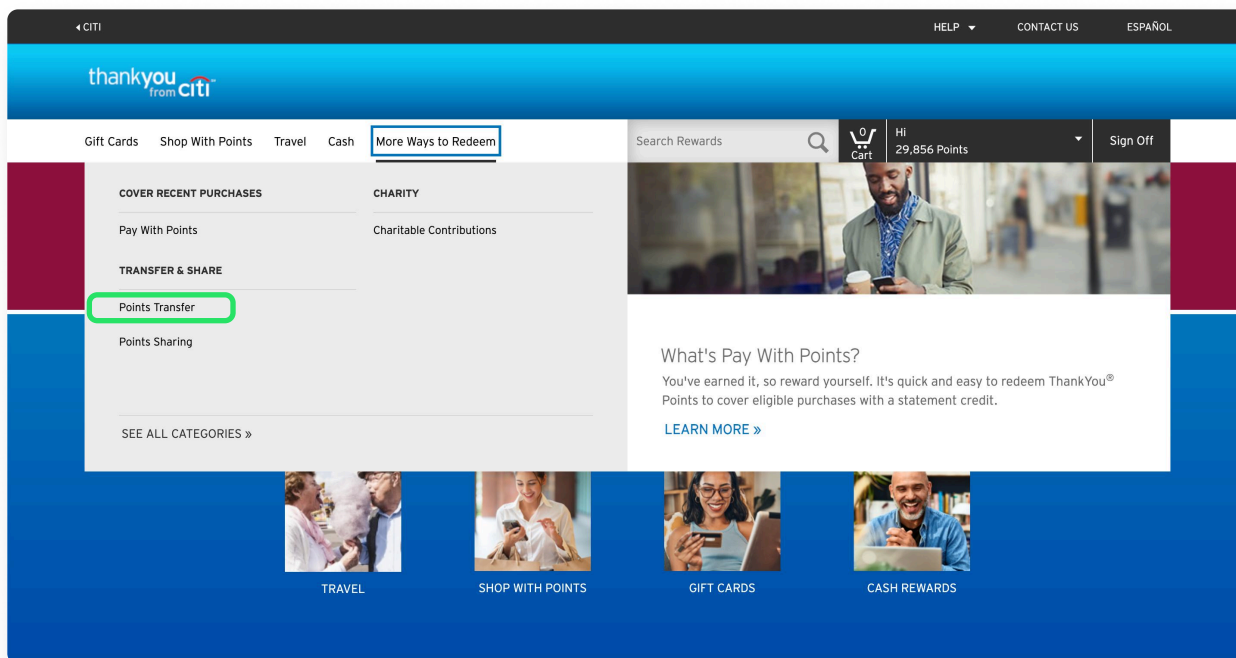 CITI
HELP
CONTACT US
ESPAÑOL
thankyou
from citi
Gift Cards
Shop With Points
Travel
Cash
More Ways to Redeem
Search Rewards
0
Cart
Hi
29,856 Points
Sign Off
COVER RECENT PURCHASES
Pay With Points
TRANSFER & SHARE
Points Transfer
Points Sharing
CHARITY
Charitable Contributions
SEE ALL CATEGORIES »
What's Pay With Points?
You've earned it, so reward yourself. It's quick and easy to redeem ThankYou®
Points to cover eligible purchases with a statement credit.
LEARN MORE »
TRAVEL
SHOP WITH POINTS
GIFT CARDS
CASH REWARDS